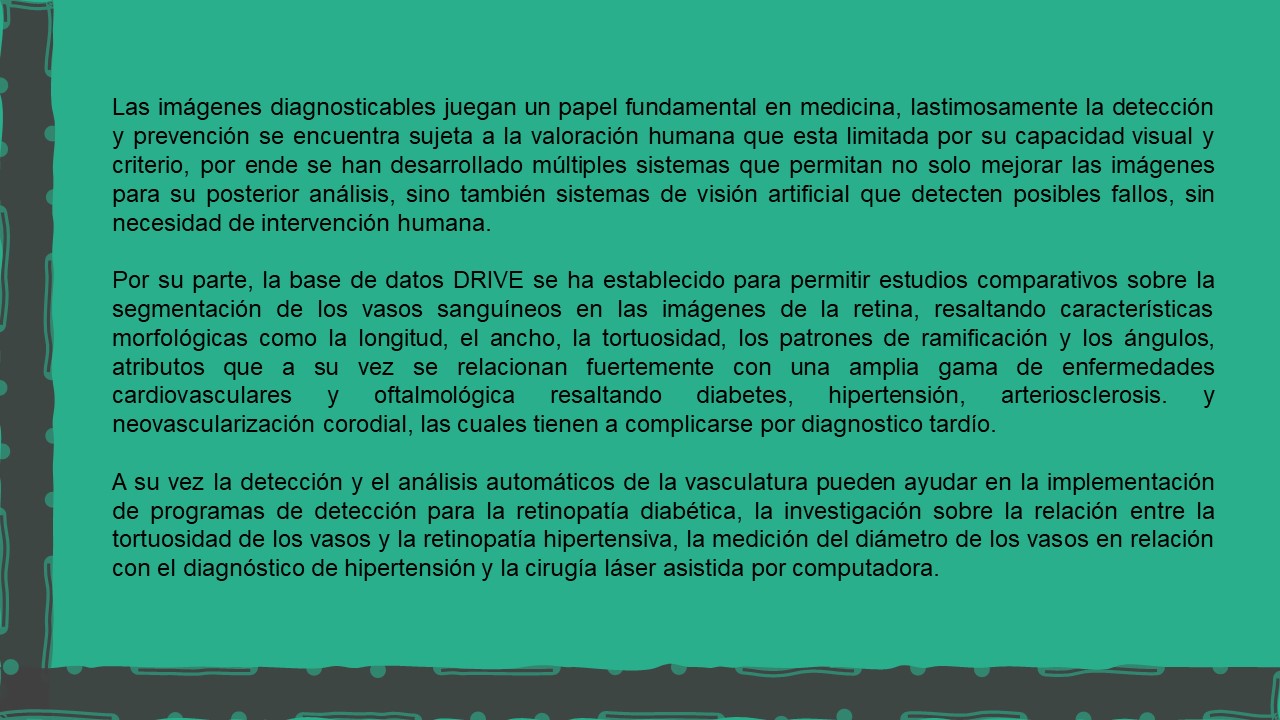 Las imágenes diagnosticables juegan un papel fundamental en medicina, lastimosamente la detección
y prevención se encuentra sujeta a la valoración humana que esta limitada por su capacidad visual y
criterio, por ende se han desarrollado múltiples sistemas que permitan no solo mejorar las imágenes
para su posterior análisis, sino también sistemas de visión artificial que detecten posibles fallos, sin
necesidad de intervención humana.
Por su parte, la base de datos DRIVE se ha establecido para permitir estudios comparativos sobre la
segmentación de los vasos sanguíneos en las imágenes de la retina, resaltando características
morfológicas como la longitud, el ancho, la tortuosidad, los patrones de ramificación y los ángulos,
atributos que a su vez se relacionan fuertemente con una amplia gama de enfermedades
cardiovasculares y oftalmológica resaltando diabetes, hipertensión, arteriosclerosis. y
neovascularización corodial, las cuales tienen a complicarse por diagnostico tardío.
A su vez la detección y el análisis automáticos de la vasculatura pueden ayudar en la implementación
de programas de detección para la retinopatía diabética, la investigación sobre la relación entre la
tortuosidad de los vasos y la retinopatía hipertensiva, la medición del diámetro de los vasos en relación
con el diagnóstico de hipertensión y la cirugía láser asistida por computadora.